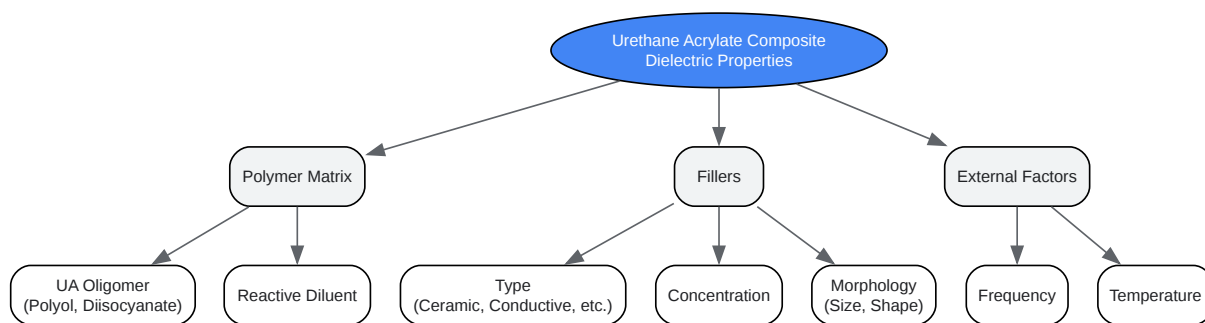 Urethane Acrylate Composite
Dielectric Properties
Polymer Matrix
Fillers
External Factors
UA Oligomer
(Polyol, Diisocyanate)
Reactive Diluent
Type
(Ceramic, Conductive, etc.)
Concentration
Morphology
(Size, Shape)
Frequency
Temperature